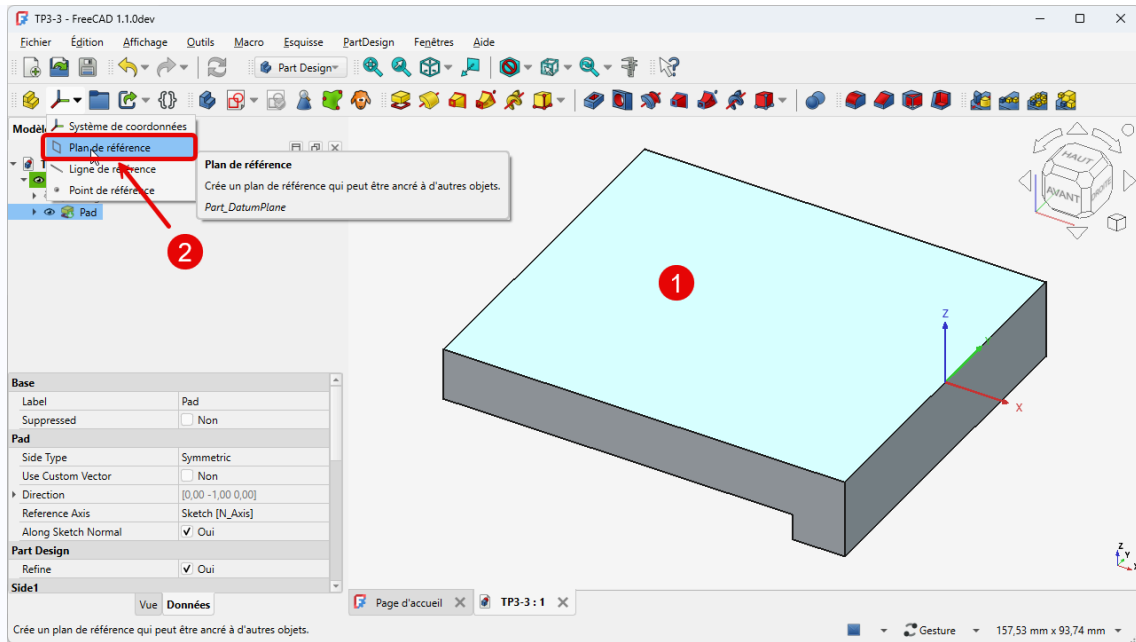 TP3-3 - FreeCAD 1.1.0dev
Fichier Édition Affichage Outils Macro Esquisse PartDesign Fenêtres Aide
Part Design
Modèl
Système de coordonnées
Plan de référence
Ligne de référence
Point de référence
T
Pad
Plan de référence
Crée un plan de référence qui peut être ancré à d'autres objets.
Part_DatumPlane
2
1
HAUT
AVANT
DROITE
Z
X
Base
Label Pad
Suppressed Non
Pad
Side Type Symmetric
Use Custom Vector Non
Direction [0,00 -1,00 0,00]
Reference Axis Sketch [N_Axis]
Along Sketch Normal Oui
Part Design
Refine Oui
Side1
Vue Données
Z
Y
X
Page d'accueil TP3-3 : 1
Crée un plan de référence qui peut être ancré à d'autres objets.
Gesture 157,53 mm x 93,74 mm